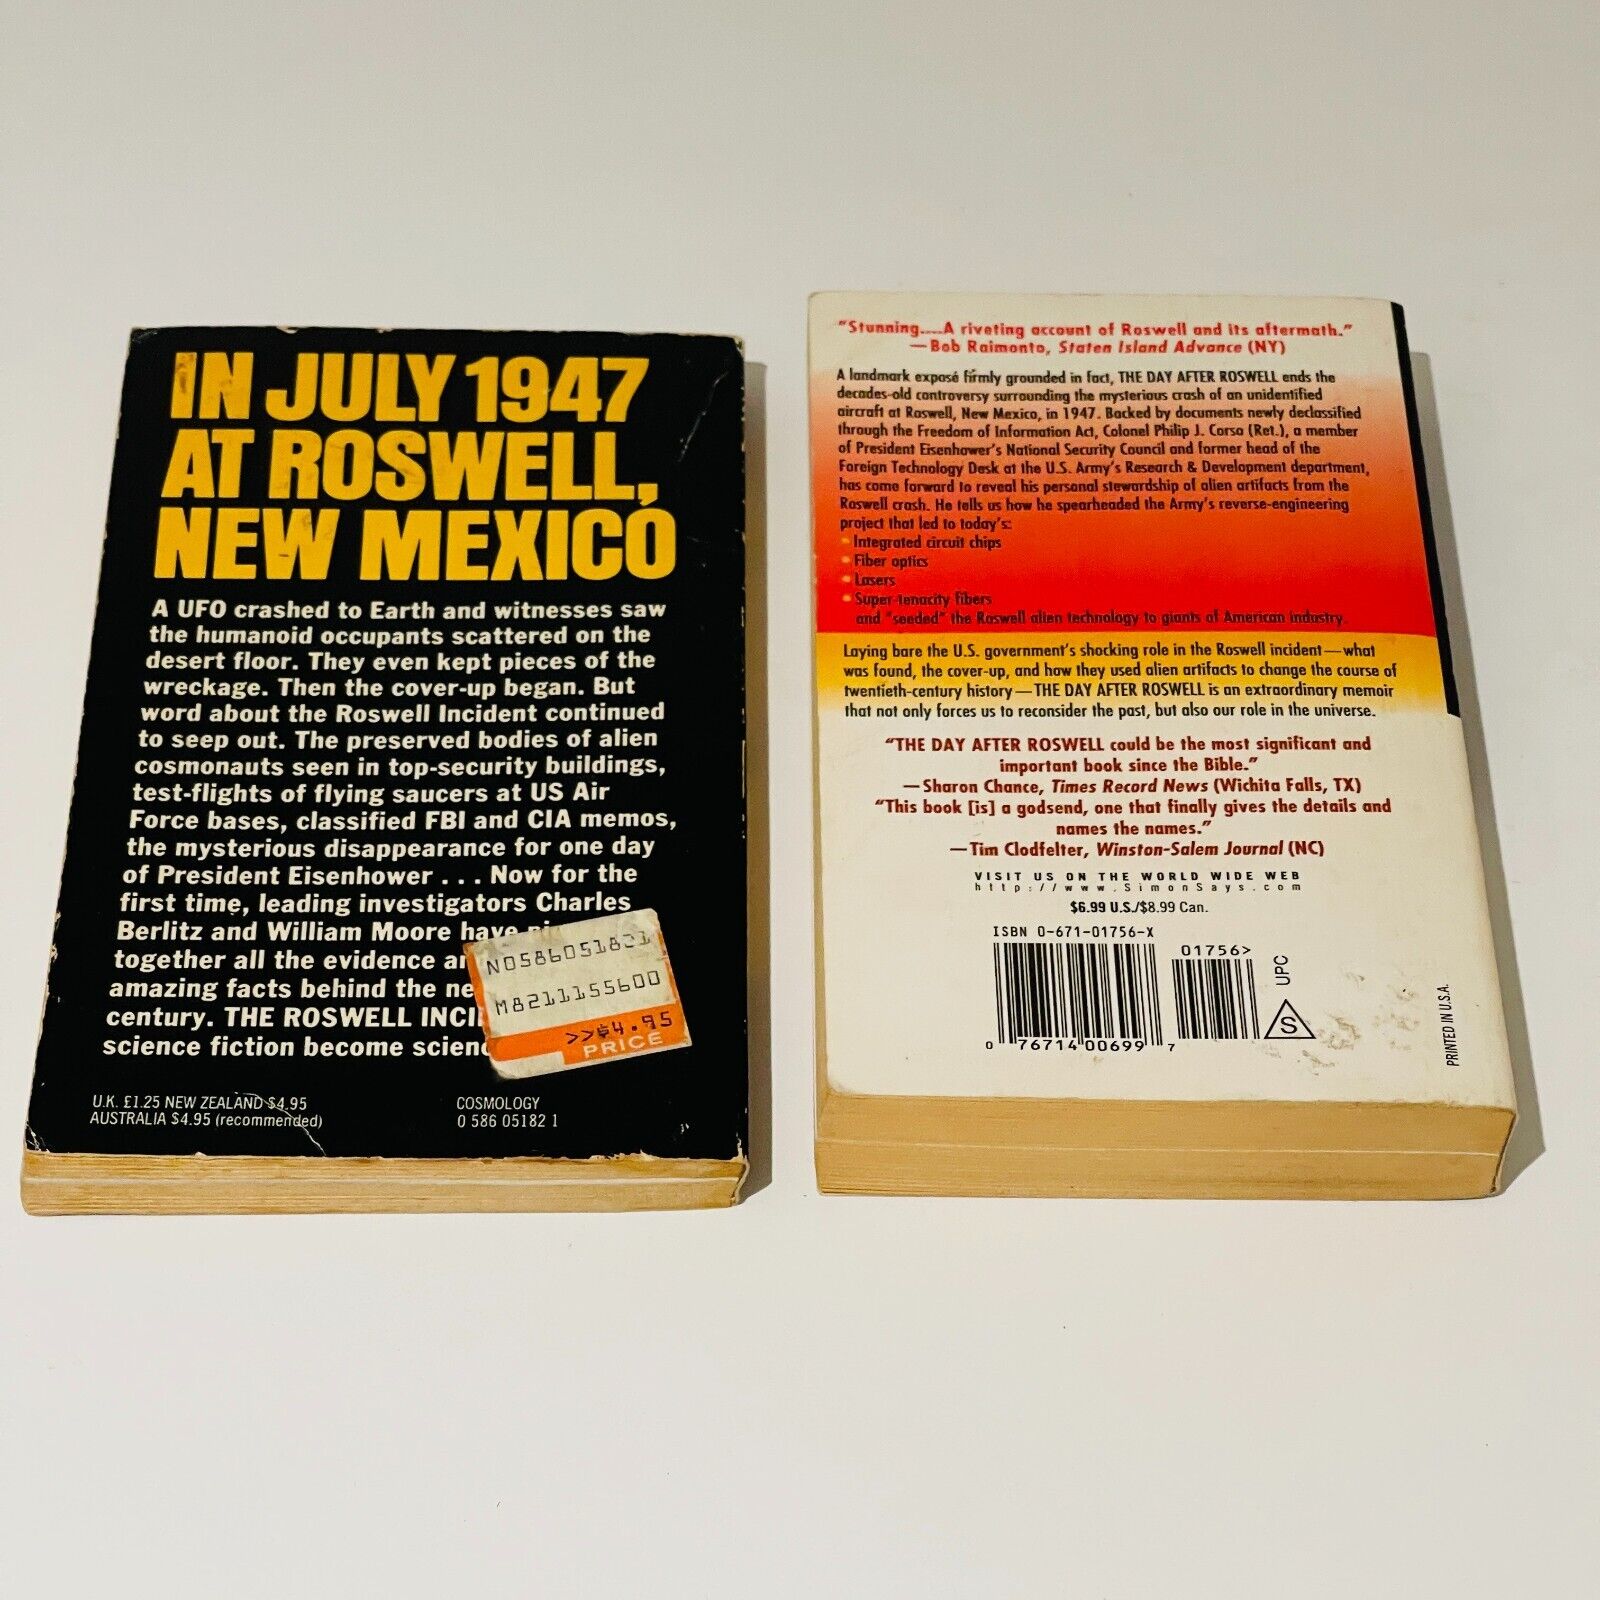 IN JULY 1947
AT ROSWELL,
NEW MEXICO
A UFO crashed to Earth and witnesses saw
the humanoid occupants scattered on the
desert floor. They even kept pieces of the
wreckage. Then the cover-up began. But
word about the Roswell Incident continued
to seep out. The preserved bodies of alien
cosmonauts seen in top-security buildings,
test-flights of flying saucers at US Air
Force bases, classified FBI and CIA memos,
the mysterious disappearance for one day
of President Eisenhower . . . Now for the
first time, leading investigators Charles
Berlitz and William Moore have
together all the evidence
amazing facts behind the
century. THE ROSWELL
science fiction become
N0586051821
M8211155600
>>$4.95
PRICE
U.K. £1.25 NEW ZEALAND $4.95
AUSTRALIA $4.95 (recommended)
COSMOLOGY
0 586 05182 1
"Stunning....A riveting account of Roswell and its aftermath."
—Bob Raimonto, Staten Island Advance (NY)
A landmark exposé firmly grounded in fact, THE DAY AFTER ROSWELL ends the
decades-old controversy surrounding the mysterious crash of an unidentified
aircraft at Roswell, New Mexico, in 1947. Backed by documents newly declassified
through the Freedom of Information Act, Colonel Philip J. Corso (Ret.), a member
of President Eisenhower's National Security Council and former head of the
Foreign Technology Desk at the U.S. Army's Research & Development department,
has come forward to reveal his personal stewardship of alien artifacts from the
Roswell crash. He tells us how he spearheaded the Army's reverse-engineering
project that led to today's:
• Integrated circuit chips
• Fiber optics
• Lasers
• Super-tenacity fibers
and "seeded" the Roswell alien technology to giants of American industry.
Laying bare the U.S. government's shocking role in the Roswell incident—what
was found, the cover-up, and how they used alien artifacts to change the course of
twentieth-century history—THE DAY AFTER ROSWELL is an extraordinary memoir
that not only forces us to reconsider the past, but also our role in the universe.
"THE DAY AFTER ROSWELL could be the most significant and
important book since the Bible."
—Sharon Chance, Times Record News (Wichita Falls, TX)
"This book [is] a godsend, one that finally gives the details and
names the names."
—Tim Clodfelter, Winston-Salem Journal (NC)
VISIT US ON THE WORLD WIDE WEB
http://www.SimonSays.com
$6.99 U.S./$8.99 Can.
ISBN 0-671-01756-X
01756>
0 76714 00699 7
UPC
S
PRINTED IN U.S.A.